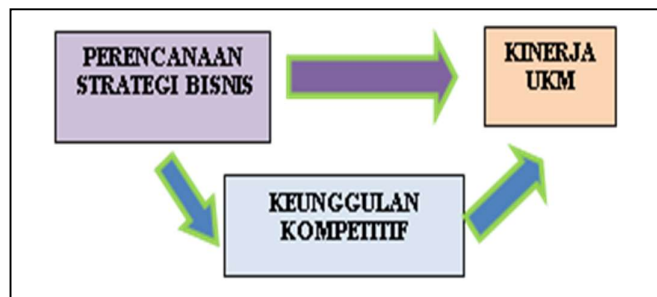 PERENCANAAN
STRATEGI BISNIS
KINERJA
UKM
KEUNGGULAN
KOMPETITIF